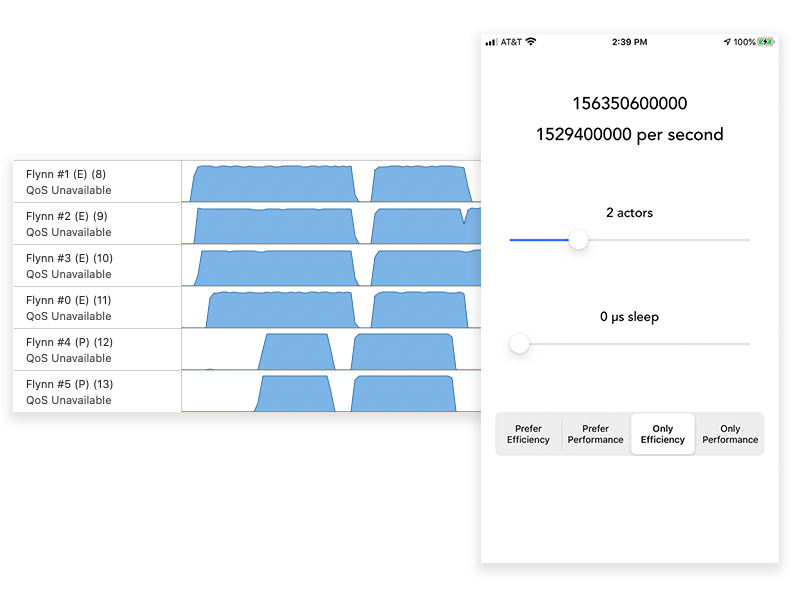 Flynn #1 (E) (8)
QoS Unavailable
Flynn #2 (E) (9)
QoS Unavailable
Flynn #3 (E) (10)
QoS Unavailable
Flynn #0 (E) (11)
QoS Unavailable
Flynn #4 (P) (12)
QoS Unavailable
Flynn #5 (P) (13)
QoS Unavailable
AT&T 2:39 PM 100%
156350600000
1529400000 per second
2 actors
0 µs sleep
Prefer Efficiency
Prefer Performance
Only Efficiency
Only Performance